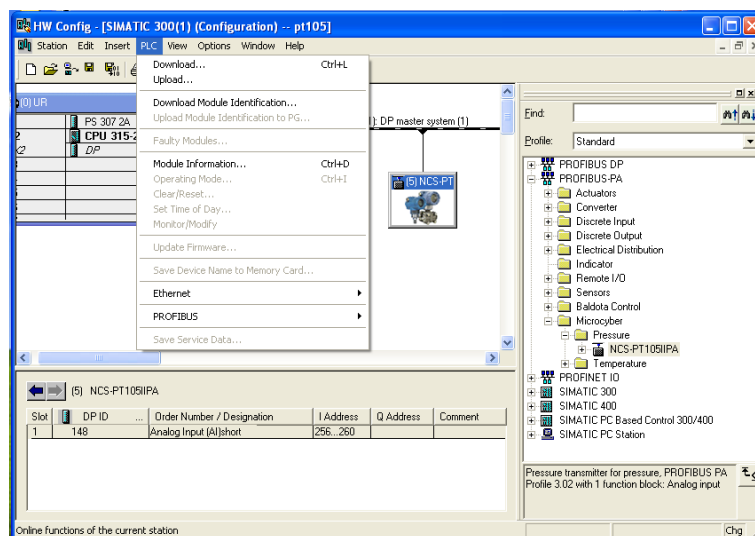 HW Config - [SIMATIC 300(1) (Configuration) -- pt105]
Station Edit Insert PLC View Options Window Help
Download... Ctrl+L
Upload...
Download Module Identification...
Upload Module Identification to PG...
Faulty Modules...
Module Information... Ctrl+D
Operating Mode... Ctrl+I
Clear/Reset...
Set Time of Day...
Monitor/Modify
Update Firmware...
Save Device Name to Memory Card...
Ethernet
PROFIBUS
Save Service Data...
(0) UR
PS 307 2A
2 CPU 315-2
X2 DP
): DP master system (1)
(5) NCS-PT
Find:
Profile: Standard
PROFIBUS DP
PROFIBUS-PA
Actuators
Converter
Discrete Input
Discrete Output
Electrical Distribution
Indicator
Remote I/O
Sensors
Baldota Control
Microcyber
Pressure
NCS-PT105IIPA
Temperature
PROFINET IO
SIMATIC 300
SIMATIC 400
SIMATIC PC Based Control 300/400
SIMATIC PC Station
(5) NCS-PT105IIPA
Slot DP ID ... Order Number / Designation I Address Q Address Comment
1 148 Analog Input (AI)short 256...260
Pressure transmitter for pressure, PROFIBUS PA
Profile 3.02 with 1 function block: Analog input
Online functions of the current station
Chg